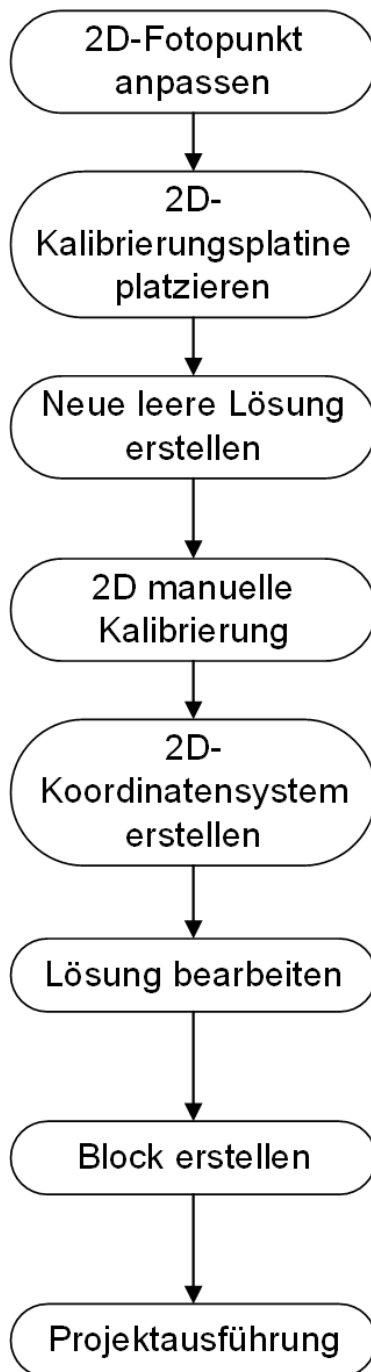 2D-Fotopunkt
anpassen
2D-
Kalibrierungsplatine
platzieren
Neue leere Lösung
erstellen
2D manuelle
Kalibrierung
2D-
Koordinatensystem
erstellen
Lösung bearbeiten
Block erstellen
Projektausführung